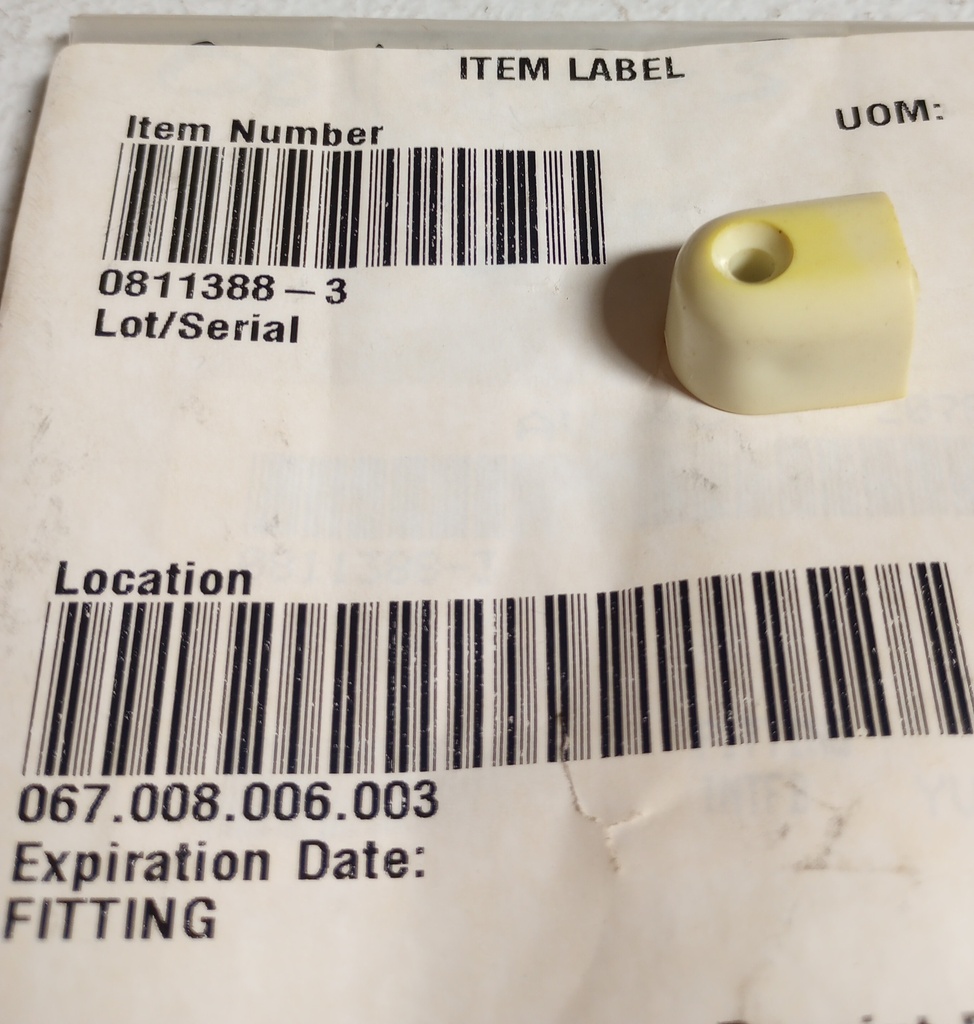 ITEM LABEL
UOM:
Item Number
0811388-3
Lot/Serial
Location
067.008.006.003
Expiration Date:
FITTING